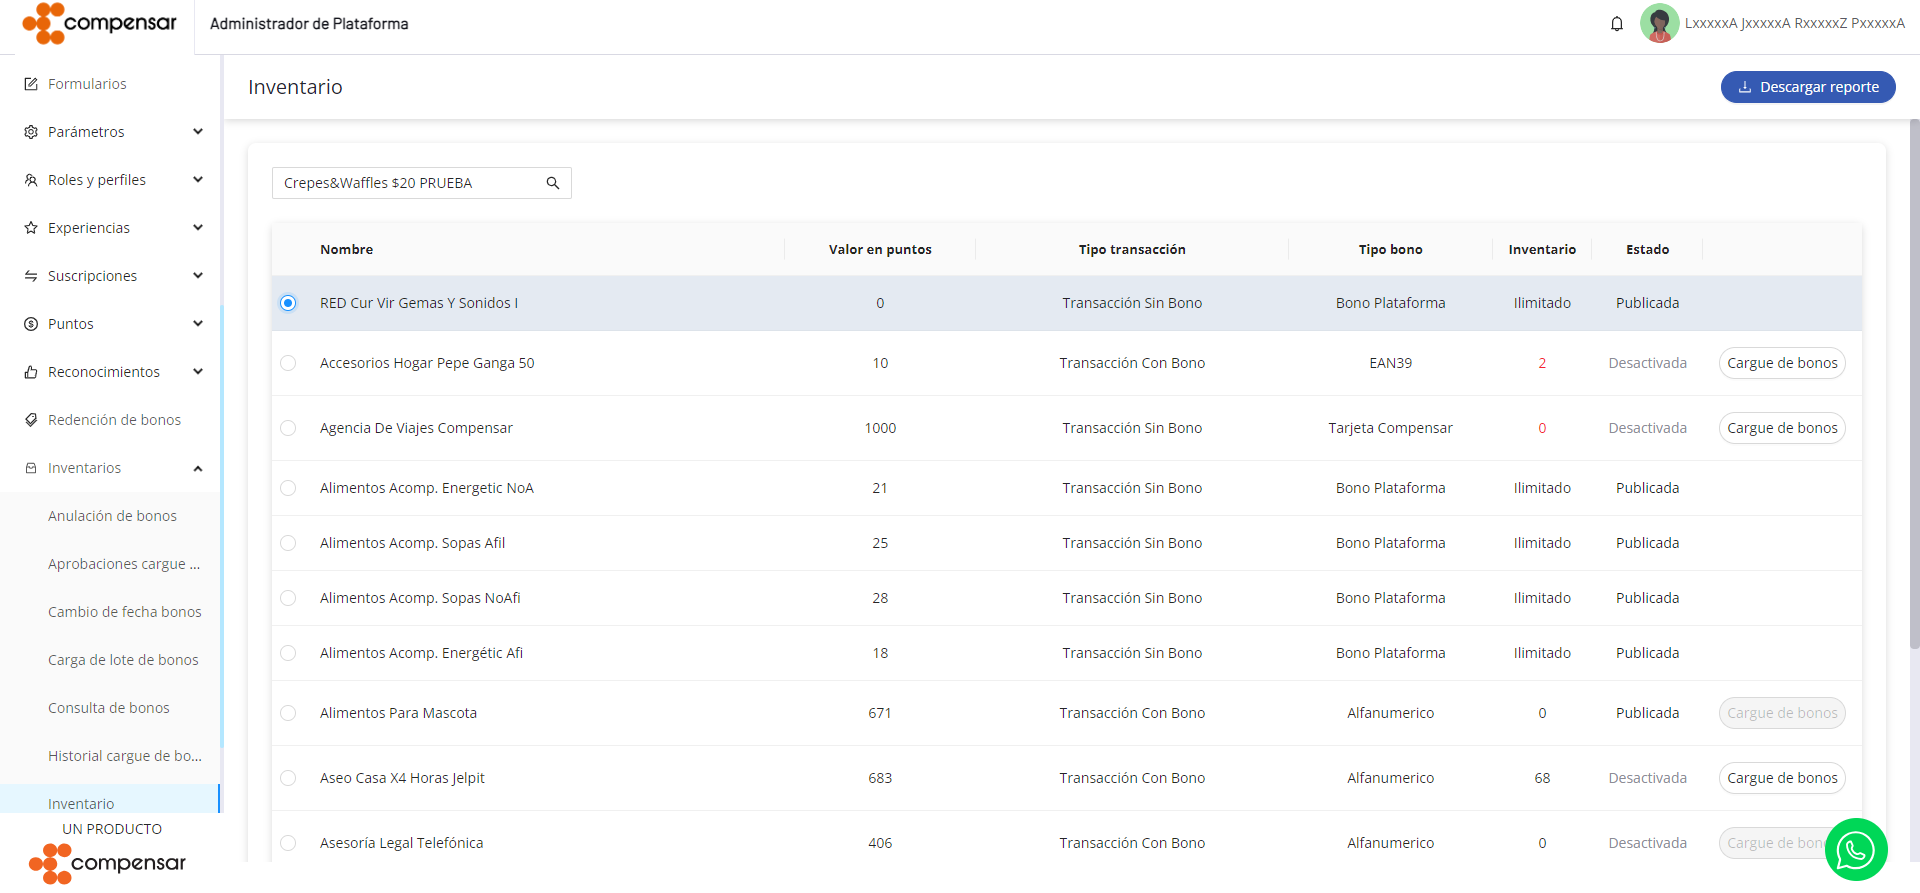 compensar
Administrador de Plataforma
LxxxxxA JxxxxxA RxxxxxZ PxxxxxA
Formularios
Parámetros
Roles y perfiles
Experiencias
Suscripciones
Puntos
Reconocimientos
Redención de bonos
Inventarios
Anulación de bonos
Aprobaciones cargue ...
Cambio de fecha bonos
Carga de lote de bonos
Consulta de bonos
Historial cargue de bo...
Inventario
UN PRODUCTO
compensar
Inventario
Descargar reporte
Crepes&Waffles $20 PRUEBA
Nombre Valor en puntos Tipo transacción Tipo bono Inventario Estado
RED Cur Vir Gemas Y Sonidos I 0 Transacción Sin Bono Bono Plataforma Ilimitado Publicada
Accesorios Hogar Pepe Ganga 50 10 Transacción Con Bono EAN39 2 Desactivada Cargue de bonos
Agencia De Viajes Compensar 1000 Transacción Sin Bono Tarjeta Compensar 0 Desactivada Cargue de bonos
Alimentos Acomp. Energetic NoA 21 Transacción Sin Bono Bono Plataforma Ilimitado Publicada
Alimentos Acomp. Sopas Afil 25 Transacción Sin Bono Bono Plataforma Ilimitado Publicada
Alimentos Acomp. Sopas NoAfi 28 Transacción Sin Bono Bono Plataforma Ilimitado Publicada
Alimentos Acomp. Energétic Afi 18 Transacción Sin Bono Bono Plataforma Ilimitado Publicada
Alimentos Para Mascota 671 Transacción Con Bono Alfanumerico 0 Publicada Cargue de bonos
Aseo Casa X4 Horas Jelpit 683 Transacción Con Bono Alfanumerico 68 Desactivada Cargue de bonos
Asesoría Legal Telefónica 406 Transacción Con Bono Alfanumerico 0 Desactivada Cargue de